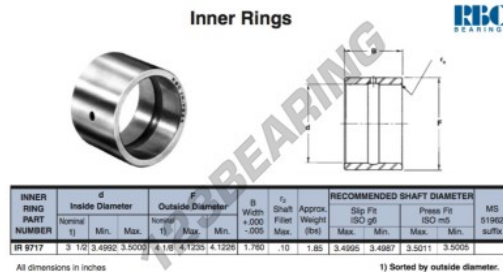 Inner Rings
RBC
BEARINGS
B
rs
d
F
123BEARING
INNER RING PART NUMBER
d Inside Diameter
Nominal 1) Min. Max.
F Outside Diameter
Nominal 1) Max. Min.
B Width +.000 -.005
rs Shaft Fillet Max.
Approx. Weight (lbs)
RECOMMENDED SHAFT DIAMETER
Slip Fit ISO g6
Max. Min.
Press Fit ISO m5
Max. Min.
MS 51962 suffix
IR 9717 3 1/2 3.4992 3.5000 4 1/8 4.1235 4.1226 1.760 .10 1.85 3.4995 3.4987 3.5011 3.5005
All dimensions in inches
1) Sorted by outside diameter.